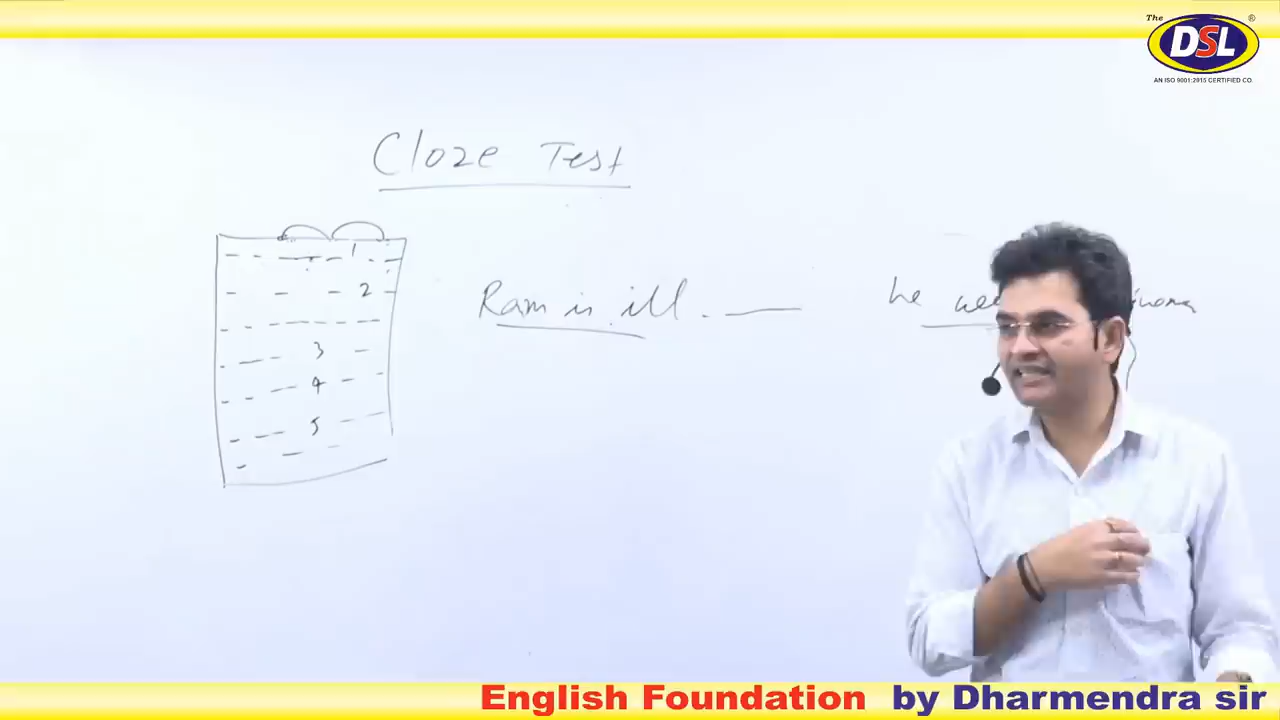 The
®
DSL
AN ISO 9001:2015 CERTIFIED CO.
Cloze Test
1
2
3
4
5
Ram is ill. ___ he
English Foundation by Dharmendra sir